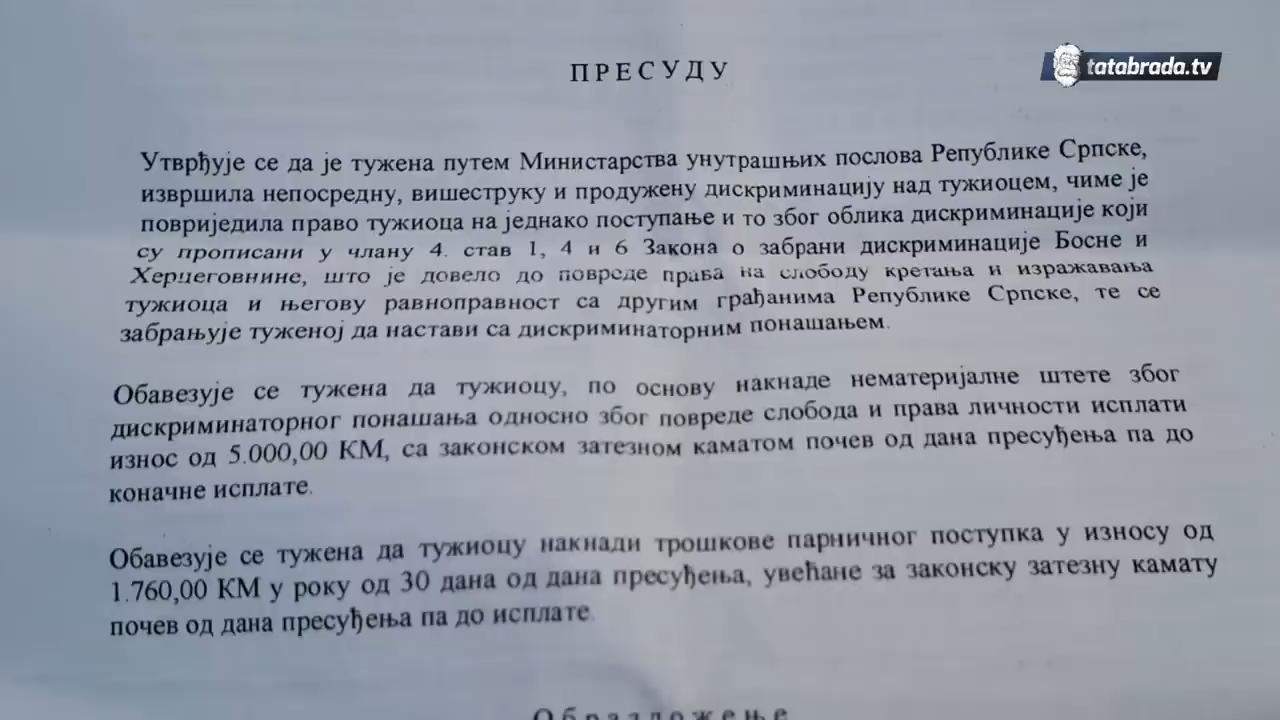 ПРЕСУДУ
tatabrada.tv
Утврђује се да је тужена путем Министарства унутрашњих послова Републике Српске,
извршила непосредну, вишеструку и продужену дискриминацију над тужиоцем, чиме је
повриједила право тужиоца на једнако поступање и то због облика дискриминације који
су прописани у члану 4. став 1, 4 и 6 Закона о забрани дискриминације Босне и
Херцеговнине, што је довело до повреде права на слободу кретања и изражавања
тужиоца и његову равноправност са другим грађанима Републике Српске, те се
забрањује туженој да настави са дискриминаторним понашањем.
Обавезује се тужена да тужиоцу, по основу накнаде нематеријалне штете због
дискриминаторног понашања односно због повреде слобода и права личности исплати
износ од 5.000,00 КМ, са законском затезном каматом почев од дана пресуђења па до
коначне исплате.
Обавезује се тужена да тужиоцу накнади трошкове парничног поступка у износу од
1.760,00 КМ у року од 30 дана од дана пресуђења, увећане за законску затезну камату
почев од дана пресуђења па до исплате.
Образложење